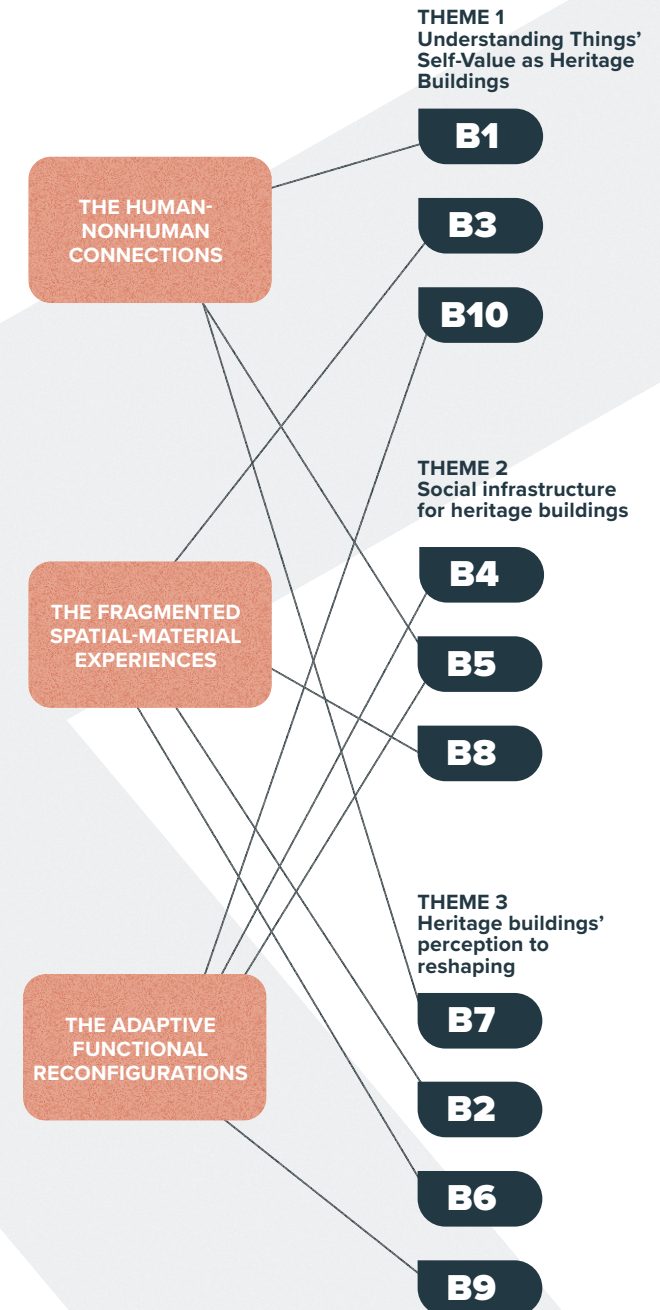 THEME 1
Understanding Things’
Self-Value as Heritage
Buildings
B1
THE HUMAN-
NONHUMAN
CONNECTIONS
B3
B10
THEME 2
Social infrastructure
for heritage buildings
B4
THE FRAGMENTED
SPATIAL-MATERIAL
EXPERIENCES
B5
B8
THEME 3
Heritage buildings’
perception to
reshaping
B7
THE ADAPTIVE
FUNCTIONAL
RECONFIGURATIONS
B2
B6
B9